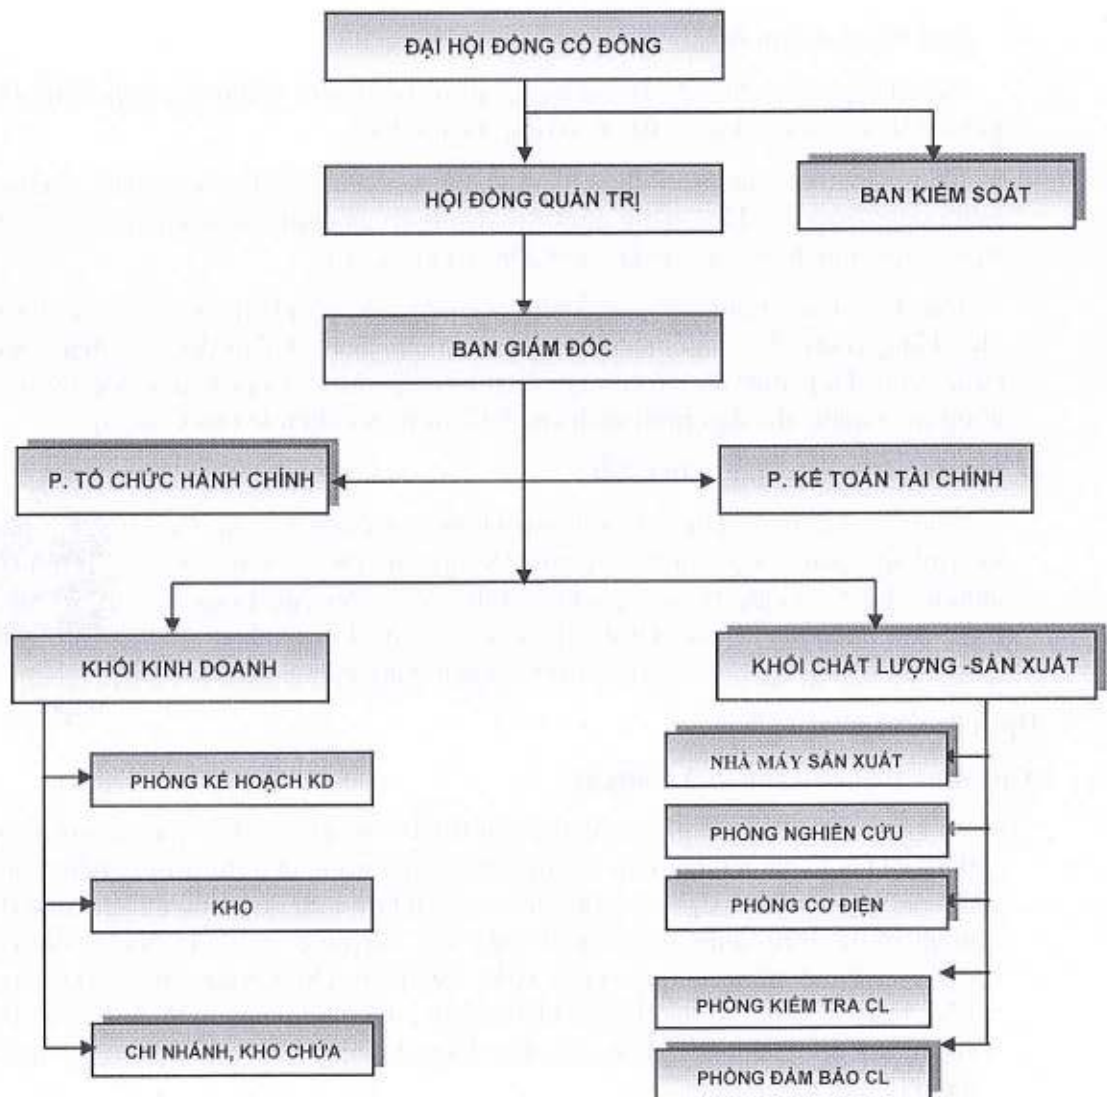 ĐẠI HỘI ĐỒNG CỔ ĐÔNG
HỘI ĐỒNG QUẢN TRỊ
BAN KIỂM SOÁT
BAN GIÁM ĐỐC
P. TỔ CHỨC HÀNH CHÍNH
P. KẾ TOÁN TÀI CHÍNH
KHỐI KINH DOANH
KHỐI CHẤT LƯỢNG -SẢN XUẤT
PHÒNG KẾ HOẠCH KD
KHO
CHI NHÁNH, KHO CHỨA
NHÀ MÁY SẢN XUẤT
PHÒNG NGHIÊN CỨU
PHÒNG CƠ ĐIỆN
PHÒNG KIỂM TRA CL
PHÒNG ĐẢM BẢO CL